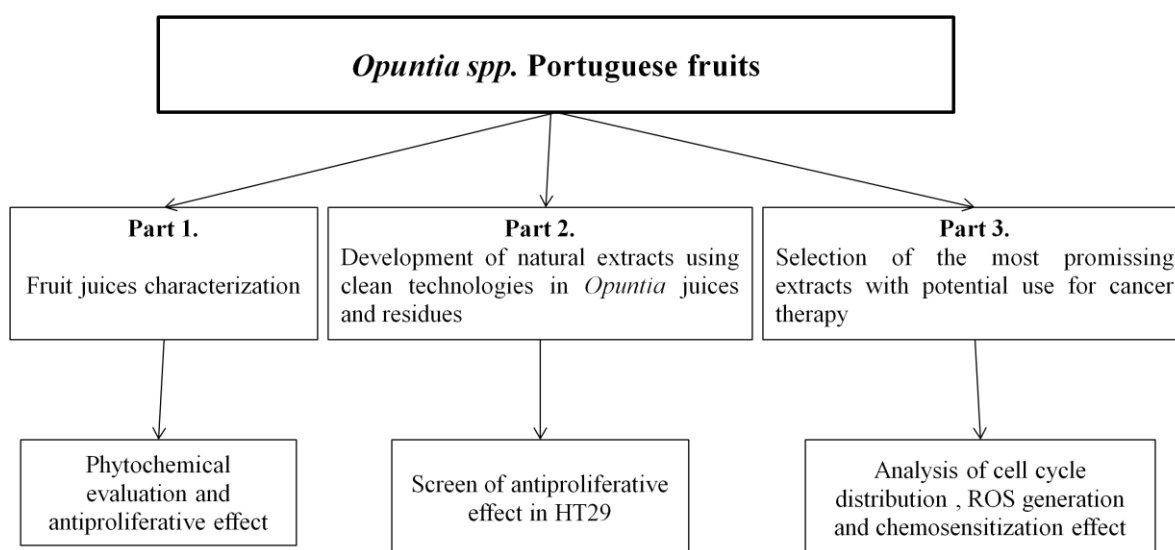 Opuntia spp. Portuguese fruits
Part 1.
Fruit juices characterization
Part 2.
Development of natural extracts using
clean technologies in Opuntia juices
and residues
Part 3.
Selection of the most promissing
extracts with potential use for cancer
therapy
Phytochemical
evaluation and
antiproliferative effect
Screen of antiproliferative
effect in HT29
Analysis of cell cycle
distribution , ROS generation
and chemosensitization effect